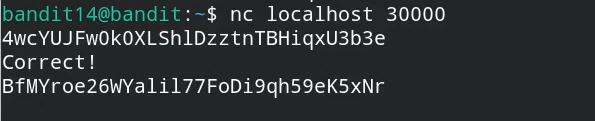 bandit14@bandit:~$ nc localhost 30000
4wcYUJFw0k0XLShlDzztnTBHiqxU3b3e
Correct!
BfMYroe26WYalil77FoDi9qh59eK5xNr